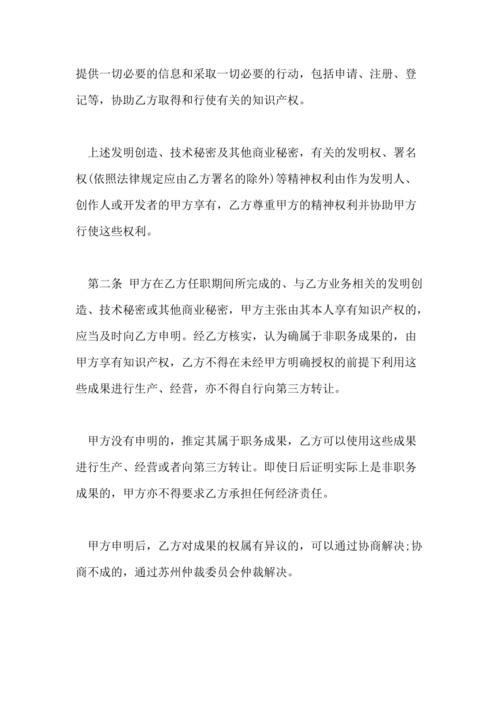 提供一切必要的信息和采取一切必要的行动，包括申请、注册、登
记等，协助乙方取得和行使有关的知识产权。
上述发明创造、技术秘密及其他商业秘密，有关的发明权、署名
权(依照法律规定应由乙方署名的除外)等精神权利由作为发明人、
创作人或开发者的甲方享有，乙方尊重甲方的精神权利并协助甲方
行使这些权利。
第二条 甲方在乙方任职期间所完成的、与乙方业务相关的发明创
造、技术秘密或其他商业秘密，甲方主张由其本人享有知识产权的，
应当及时向乙方申明。经乙方核实，认为确属于非职务成果的，由
甲方享有知识产权，乙方不得在未经甲方明确授权的前提下利用这
些成果进行生产、经营，亦不得自行向第三方转让。
甲方没有申明的，推定其属于职务成果，乙方可以使用这些成果
进行生产、经营或者向第三方转让。即使日后证明实际上是非职务
成果的，甲方亦不得要求乙方承担任何经济责任。
甲方申明后，乙方对成果的权属有异议的，可以通过协商解决;协
商不成的，通过苏州仲裁委员会仲裁解决。